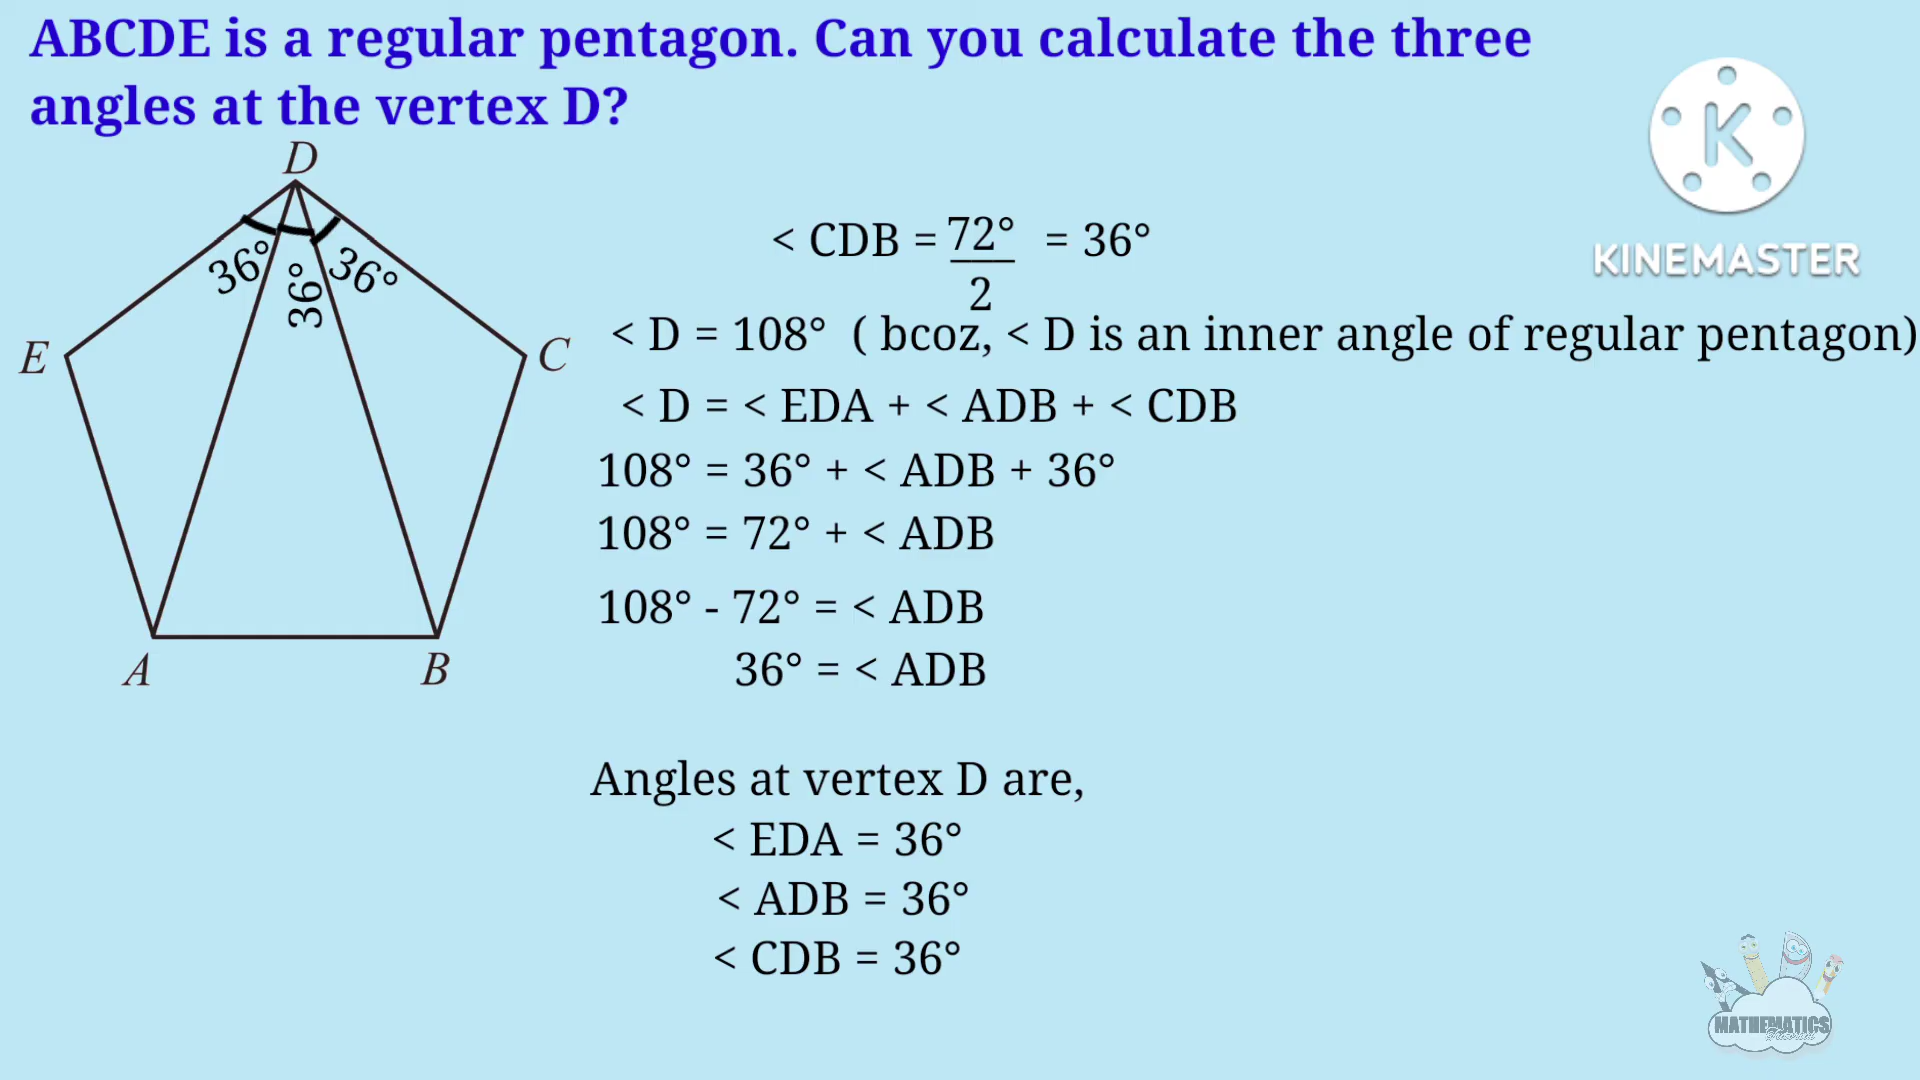 ABCDE is a regular pentagon. Can you calculate the three
angles at the vertex D?
D
36°
36°
36°
E
C
A
B
< CDB = 72° = 36°
2
< D = 108° ( bcoz, < D is an inner angle of regular pentagon)
< D = < EDA + < ADB + < CDB
108° = 36° + < ADB + 36°
108° = 72° + < ADB
108° - 72° = < ADB
36° = < ADB
Angles at vertex D are,
< EDA = 36°
< ADB = 36°
< CDB = 36°
K
KINEMASTER
MATHEMATICS
Tutorial